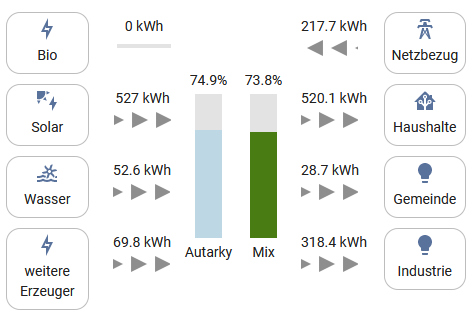 0 kWh
217.7 kWh
Bio
Netzbezug
74.9%
73.8%
527 kWh
520.1 kWh
Solar
Haushalte
52.6 kWh
28.7 kWh
Wasser
Gemeinde
69.8 kWh
318.4 kWh
Autarky
Mix
weitere
Erzeuger
Industrie